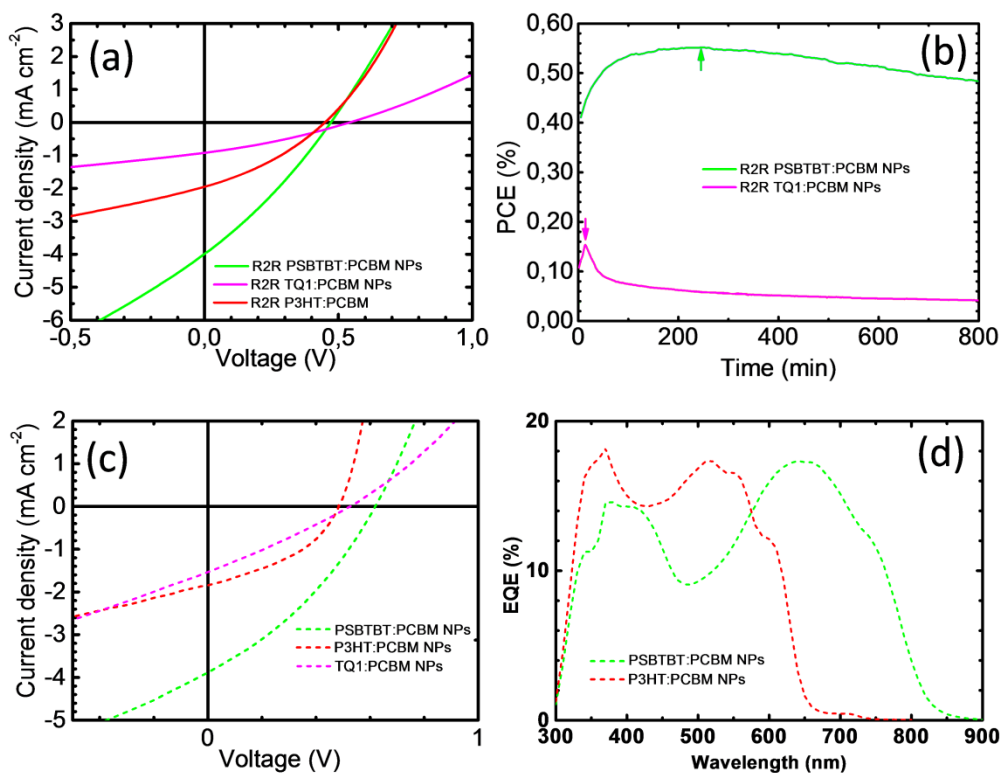 (a)
Current density (mA cm⁻²)
3
2
1
0
-1
-2
-3
-4
-5
-6
R2R PSBTBT:PCBM NPs
R2R TQ1:PCBM NPs
R2R P3HT:PCBM
-0,5 0,0 0,5 1,0
Voltage (V)
(b)
PCE (%)
0,60
0,50
0,40
0,30
0,20
0,10
0,00
R2R PSBTBT:PCBM NPs
R2R TQ1:PCBM NPs
0 200 400 600 800
Time (min)
(c)
Current density (mA cm⁻²)
2
1
0
-1
-2
-3
-4
-5
PSBTBT:PCBM NPs
P3HT:PCBM NPs
TQ1:PCBM NPs
0 1
Voltage (V)
(d)
EQE (%)
20
10
0
PSBTBT:PCBM NPs
P3HT:PCBM NPs
300 400 500 600 700 800 900
Wavelength (nm)